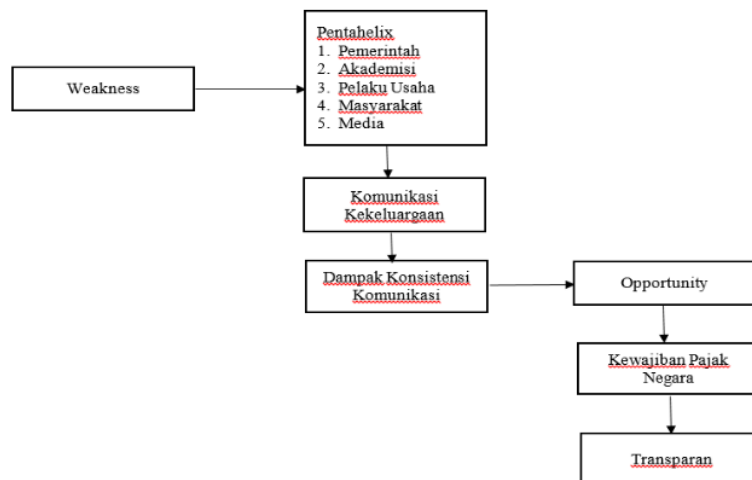 Weakness
Pentahelix
1. Pemerintah
2. Akademisi
3. Pelaku Usaha
4. Masyarakat
5. Media
Komunikasi
Kekeluargaan
Dampak Konsistensi
Komunikasi
Opportunity
Kewajiban Pajak
Negara
Transparan